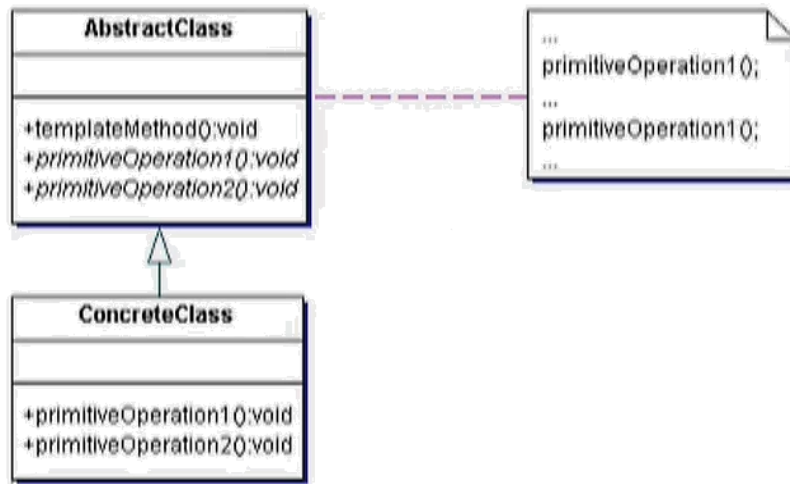 AbstractClass
+templateMethod():void
+primitiveOperation1():void
+primitiveOperation2():void
...
primitiveOperation1();
...
primitiveOperation1();
...
ConcreteClass
+primitiveOperation1():void
+primitiveOperation2():void